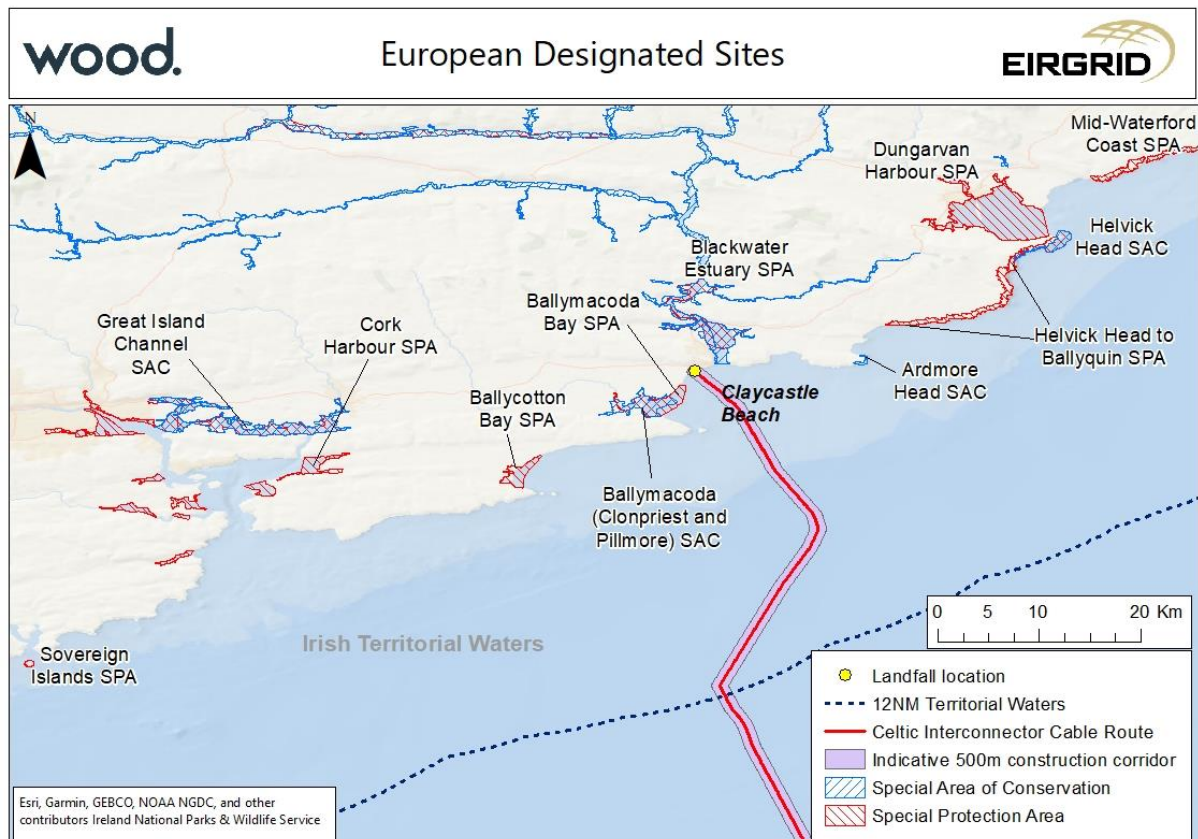 wood.
European Designated Sites
EIRGRID
N
Mid-Waterford
Coast SPA
Dungarvan
Harbour SPA
Helvick
Head SAC
Blackwater
Estuary SPA
Ballymacoda
Bay SPA
Great Island
Channel
SAC
Cork
Harbour SPA
Helvick Head to
Ballyquin SPA
Ardmore
Head SAC
Claycastle
Beach
Ballycotton
Bay SPA
Ballymacoda
(Clonpriest and
Pillmore) SAC
Irish Territorial Waters
Sovereign
Islands SPA
0 5 10 20 Km
Landfall location
12NM Territorial Waters
Celtic Interconnector Cable Route
Indicative 500m construction corridor
Special Area of Conservation
Special Protection Area
Esri, Garmin, GEBCO, NOAA NGDC, and other
contributors Ireland National Parks & Wildlife Service